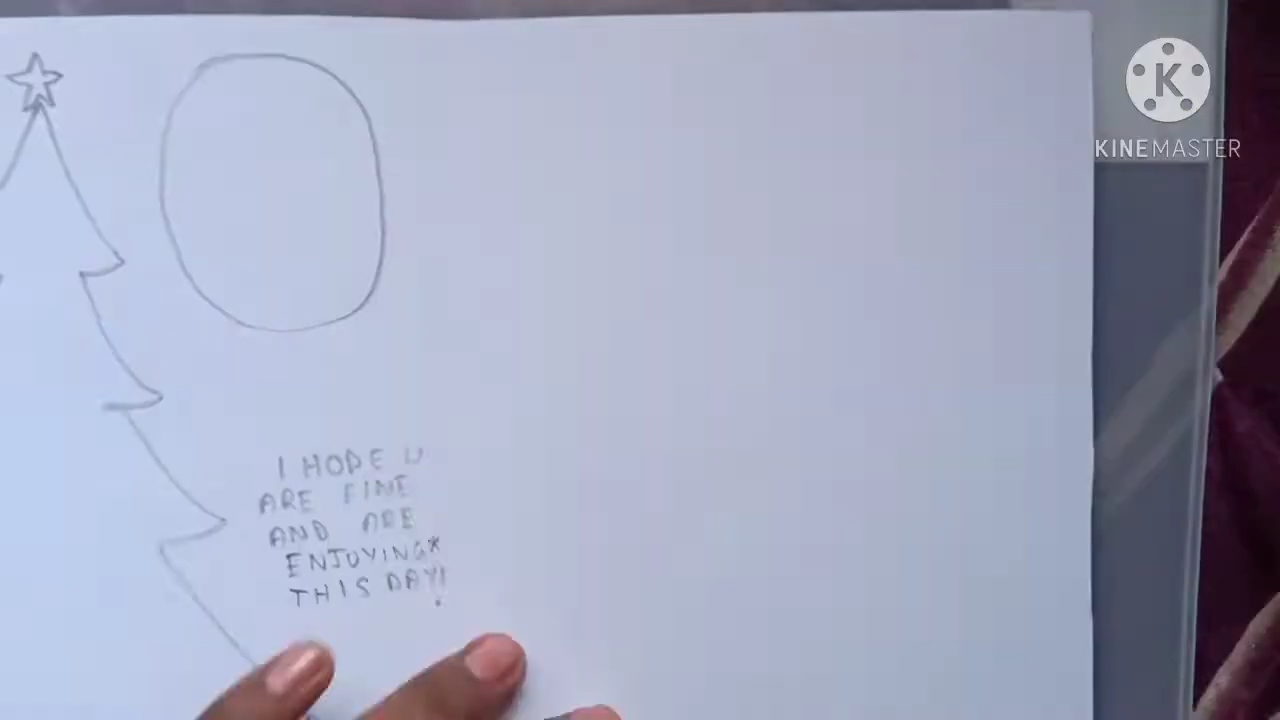 I HOPE U
ARE FINE
AND ARE
ENJOYING*
THIS DAY!
K
KINEMASTER